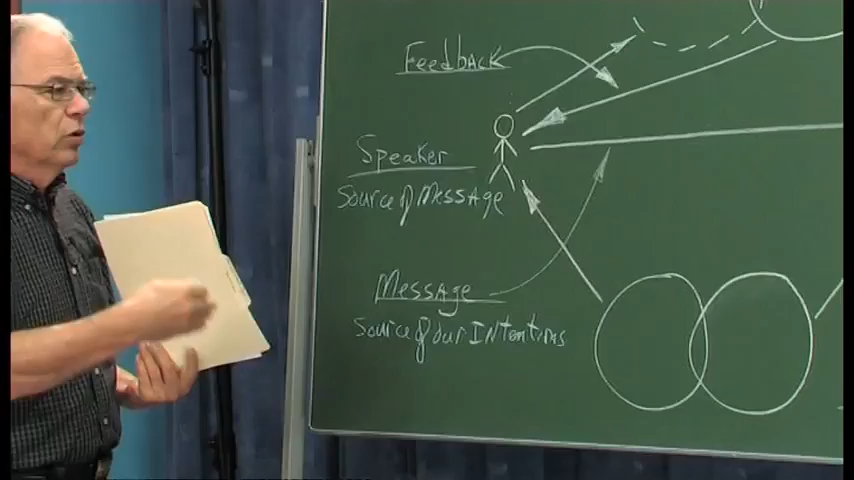 Feedback
Speaker
Source of Message
Message
Source of our Intentions